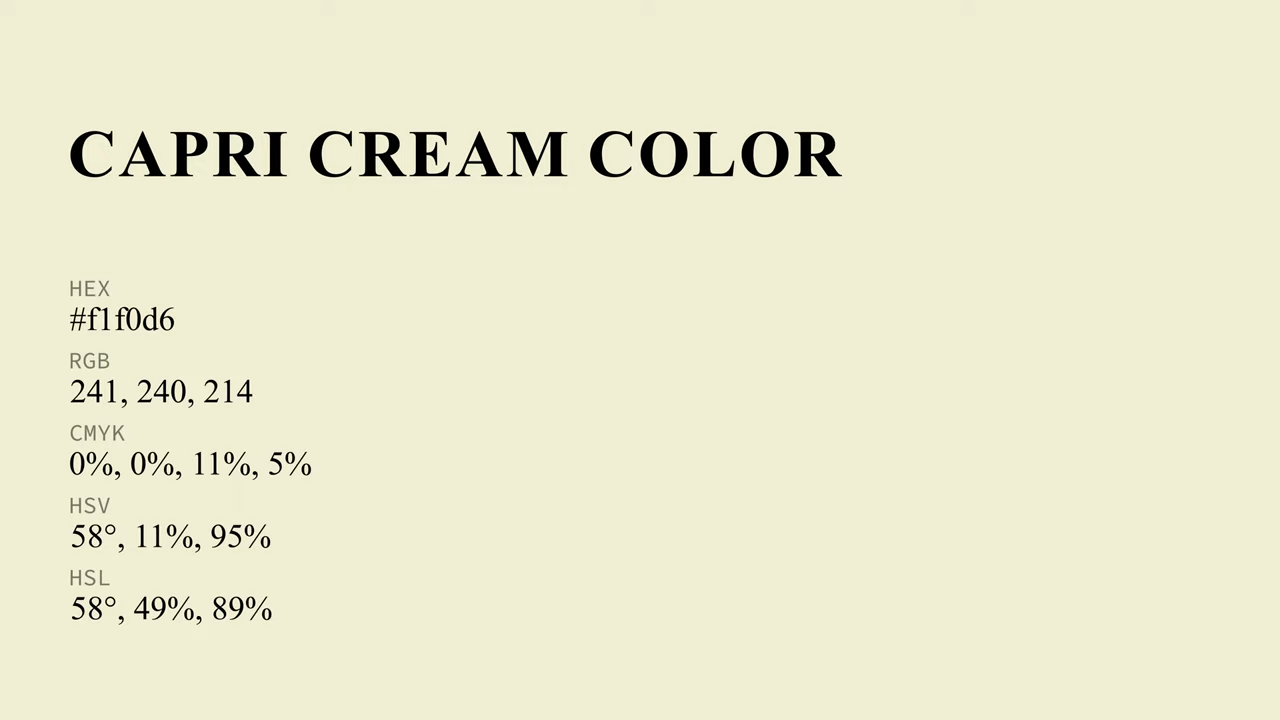 CAPRI CREAM COLOR
HEX
#f1f0d6
RGB
241, 240, 214
CMYK
0%, 0%, 11%, 5%
HSV
58°, 11%, 95%
HSL
58°, 49%, 89%